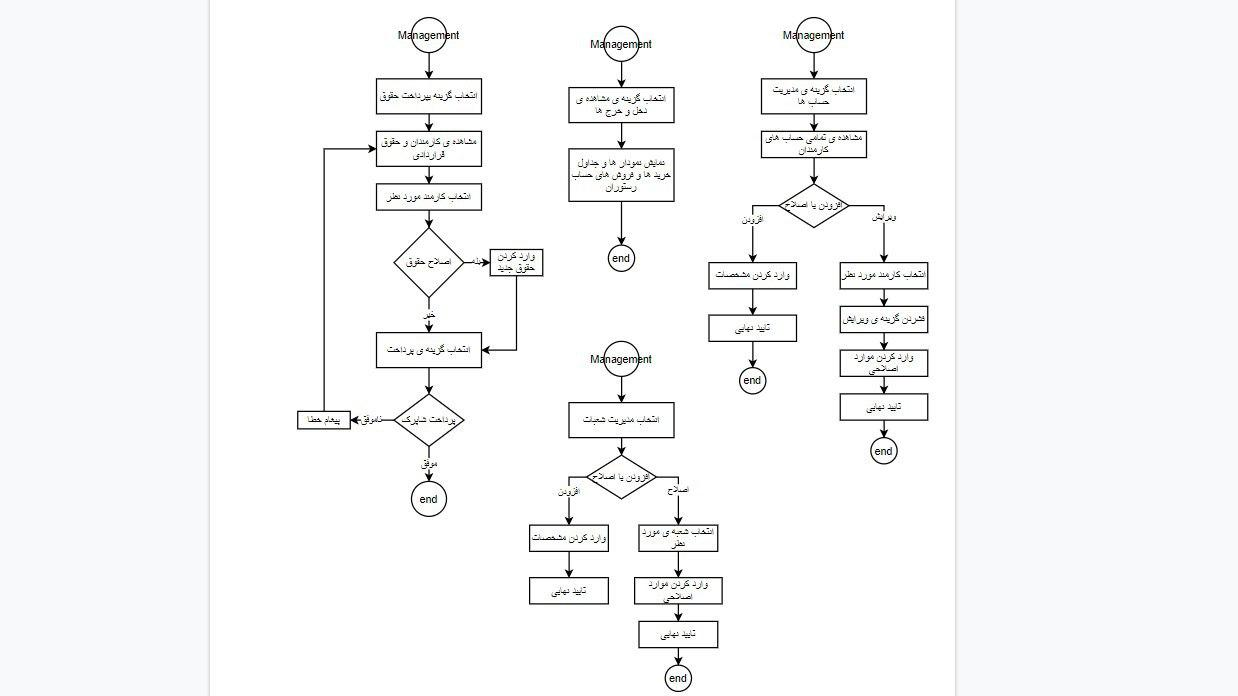 Management
انتخاب گزینه بپرداخت حقوق
مشاهده ی کارمندان و حقوق
قراردادی
انتخاب کارمند مورد نظر
اصلاح حقوق
بله
وارد کردن
حقوق جدید
خیر
انتخاب گزینه ی پرداخت
پرداخت شاپرک
ناموفق
پیغام خطا
موفق
end
Management
انتخاب گزینه ی مشاهده ی
دخل و خرج ها
نمایش نمودار ها و جداول
خرید ها و فروش های حساب
رستوران
end
Management
انتخاب گزینه ی مدیریت
حساب ها
مشاهده ی تمامی حساب های
کارمندان
افزودن یا اصلاح
افزودن
ویرایش
وارد کردن مشخصات
تایید نهایی
end
انتخاب کارمند مورد نظر
فشردن گزینه ی ویرایش
وارد کردن موارد
اصلاحی
تایید نهایی
end
Management
انتخاب مدیریت شعبات
افزودن یا اصلاح
افزودن
اصلاح
وارد کردن مشخصات
تایید نهایی
انتخاب شعبه ی مورد
نظر
وارد کردن موارد
اصلاحی
تایید نهایی
end